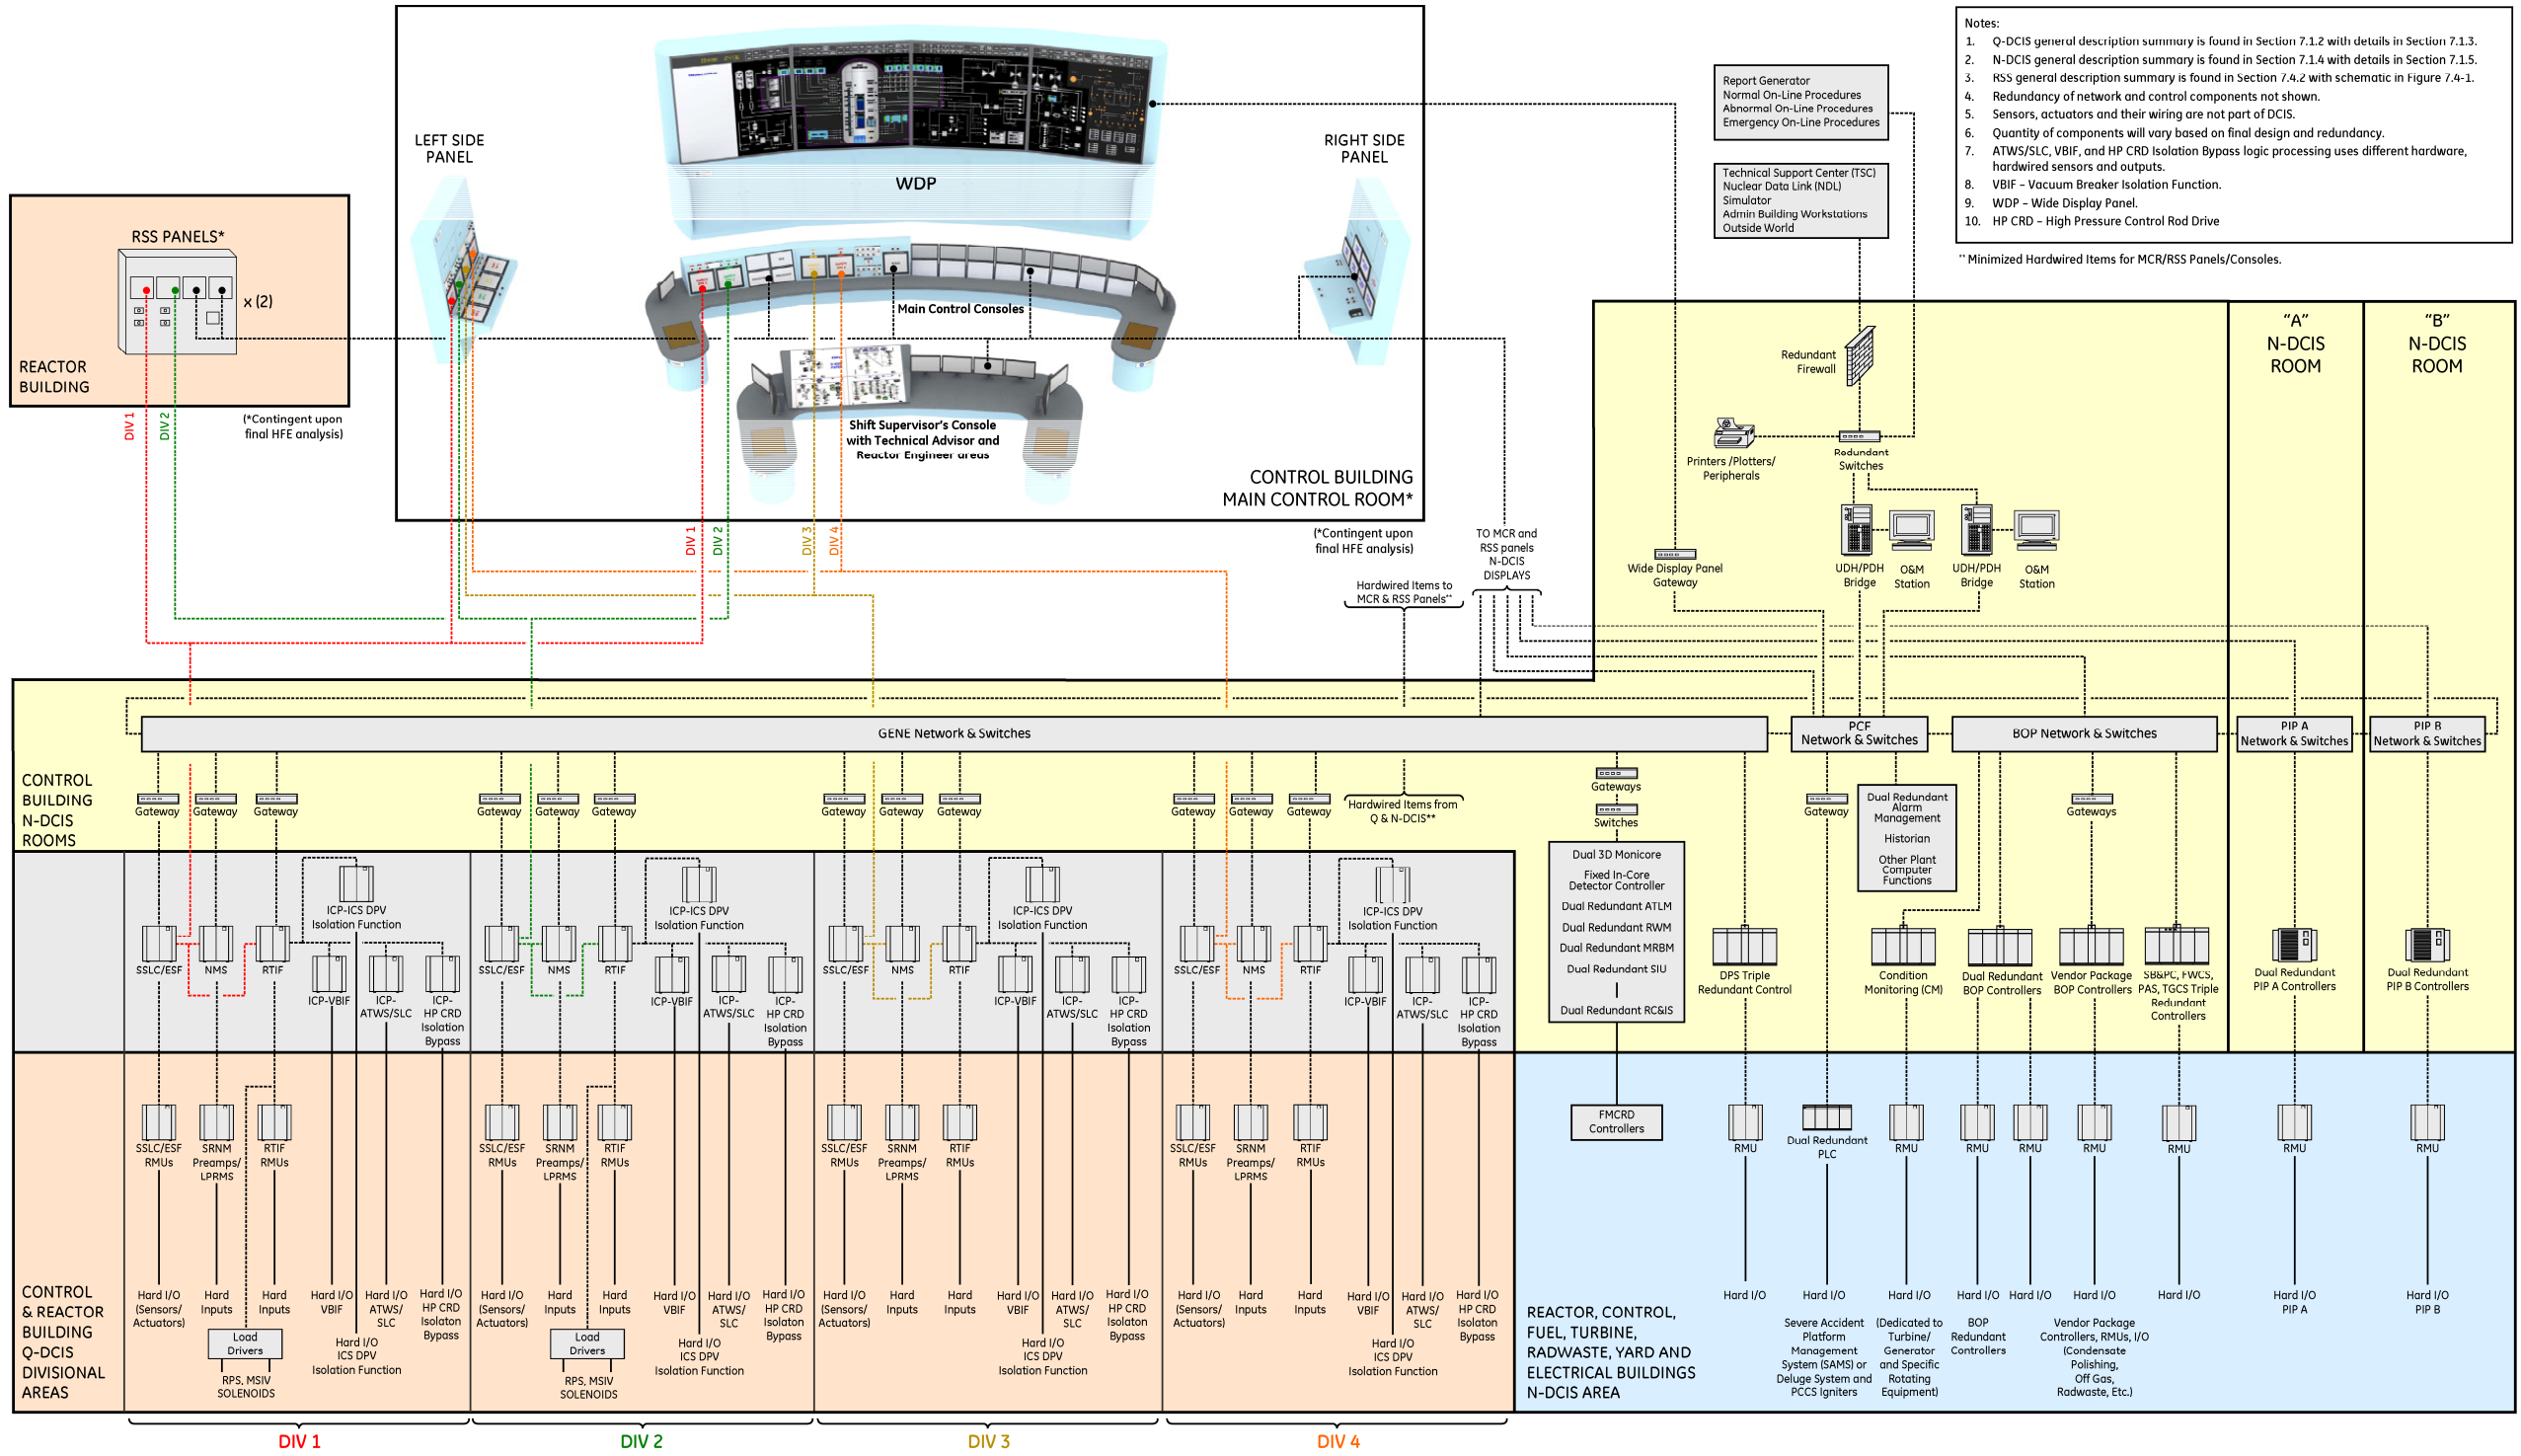 Notes:
1. Q-DCIS general description summary is found in Section 7.1.2 with details in Section 7.1.3.
2. N-DCIS general description summary is found in Section 7.1.4 with details in Section 7.1.5.
3. RSS general description summary is found in Section 7.4.2 with schematic in Figure 7.4-1.
4. Redundancy of network and control components not shown.
5. Sensors, actuators and their wiring are not part of DCIS.
6. Quantity of components will vary based on final design and redundancy.
7. ATWS/SLC, VBIF, and HP CRD Isolation Bypass logic processing uses different hardware,
hardwired sensors and outputs.
8. VBIF – Vacuum Breaker Isolation Function.
9. WDP – Wide Display Panel.
10. HP CRD – High Pressure Control Rod Drive
**Minimized Hardwired Items for MCR/RSS Panels/Consoles.
Report Generator
Normal On-Line Procedures
Abnormal On-Line Procedures
Emergency On-Line Procedures
Technical Support Center (TSC)
Nuclear Data Link (NDL)
Simulator
Admin Building Workstations
Outside World
LEFT SIDE
PANEL
RIGHT SIDE
PANEL
WDP
Main Control Consoles
Shift Supervisor's Console
with Technical Advisor and
Reactor Engineer areas
CONTROL BUILDING
MAIN CONTROL ROOM*
(*Contingent upon
final HFE analysis)
RSS PANELS*
x (2)
REACTOR
BUILDING
(*Contingent upon
final HFE analysis)
DIV 1
DIV 2
DIV 1
DIV 2
DIV 3
DIV 4
TO MCR and
RSS panels
N-DCIS
DISPLAYS
Hardwired Items to
MCR & RSS Panels**
"A"
N-DCIS
ROOM
"B"
N-DCIS
ROOM
Redundant
Firewall
Printers /Plotters/
Peripherals
Redundant
Switches
Wide Display Panel
Gateway
UDH/PDH
Bridge
O&M
Station
UDH/PDH
Bridge
O&M
Station
GENE Network & Switches
PCF
Network & Switches
BOP Network & Switches
PIP A
Network & Switches
PIP B
Network & Switches
CONTROL
BUILDING
N-DCIS
ROOMS
Gateway
Gateway
Gateway
Gateway
Gateway
Gateway
Gateway
Gateway
Gateway
Gateway
Gateway
Gateway
Hardwired Items from
Q & N-DCIS**
Gateways
Switches
Gateway
Gateways
Dual Redundant
Alarm
Management
Historian
Other Plant
Computer
Functions
Dual 3D Monicore
Fixed In-Core
Detector Controller
Dual Redundant ATLM
Dual Redundant RWM
Dual Redundant MRBM
Dual Redundant SIU
Dual Redundant RC&IS
ICP-ICS DPV
Isolation Function
SSLC/ESF
NMS
RTIF
ICP-VBIF
ICP-
ATWS/SLC
ICP-
HP CRD
Isolation
Bypass
ICP-ICS DPV
Isolation Function
SSLC/ESF
NMS
RTIF
ICP-VBIF
ICP-
ATWS/SLC
ICP-
HP CRD
Isolation
Bypass
ICP-ICS DPV
Isolation Function
SSLC/ESF
NMS
RTIF
ICP-VBIF
ICP-
ATWS/SLC
ICP-
HP CRD
Isolation
Bypass
ICP-ICS DPV
Isolation Function
SSLC/ESF
NMS
RTIF
ICP-VBIF
ICP-
ATWS/SLC
ICP-
HP CRD
Isolation
Bypass
DPS Triple
Redundant Control
Condition
Monitoring (CM)
Dual Redundant
BOP Controllers
Vendor Package
BOP Controllers
SB&PC, FWCS,
PAS, TGCS Triple
Redundant
Controllers
Dual Redundant
PIP A Controllers
Dual Redundant
PIP B Controllers
SSLC/ESF
RMUs
SRNM
Preamps/
LPRMS
RTIF
RMUs
SSLC/ESF
RMUs
SRNM
Preamps/
LPRMS
RTIF
RMUs
SSLC/ESF
RMUs
SRNM
Preamps/
LPRMS
RTIF
RMUs
SSLC/ESF
RMUs
SRNM
Preamps/
LPRMS
RTIF
RMUs
FMCRD
Controllers
RMU
Dual Redundant
PLC
RMU
RMU
RMU
RMU
RMU
RMU
RMU
CONTROL
& REACTOR
BUILDING
Q-DCIS
DIVISIONAL
AREAS
Hard I/O
(Sensors/
Actuators)
Hard
Inputs
Hard
Inputs
Hard I/O
VBIF
Hard I/O
ATWS/
SLC
Hard I/O
HP CRD
Isolaton
Bypass
Load
Drivers
RPS, MSIV
SOLENOIDS
Hard I/O
ICS DPV
Isolation Function
Hard I/O
(Sensors/
Actuators)
Hard
Inputs
Hard
Inputs
Hard I/O
VBIF
Hard I/O
ATWS/
SLC
Hard I/O
HP CRD
Isolaton
Bypass
Load
Drivers
RPS, MSIV
SOLENOIDS
Hard I/O
ICS DPV
Isolation Function
Hard I/O
(Sensors/
Actuators)
Hard
Inputs
Hard
Inputs
Hard I/O
VBIF
Hard I/O
ATWS/
SLC
Hard I/O
HP CRD
Isolaton
Bypass
Hard I/O
ICS DPV
Isolation Function
Hard I/O
(Sensors/
Actuators)
Hard
Inputs
Hard
Inputs
Hard I/O
VBIF
Hard I/O
ATWS/
SLC
Hard I/O
HP CRD
Isolaton
Bypass
Hard I/O
ICS DPV
Isolation Function
REACTOR, CONTROL,
FUEL, TURBINE,
RADWASTE, YARD AND
ELECTRICAL BUILDINGS
N-DCIS AREA
Hard I/O
Hard I/O
Severe Accident
Platform
Management
System (SAMS) or
Deluge System and
PCCS Igniters
Hard I/O
(Dedicated to
Turbine/
Generator
and Specific
Rotating
Equipment)
Hard I/O
BOP
Redundant
Controllers
Hard I/O
Hard I/O
Vendor Package
Controllers, RMUs, I/O
(Condensate
Polishing,
Off Gas,
Radwaste, Etc.)
Hard I/O
Hard I/O
PIP A
Hard I/O
PIP B
DIV 1
DIV 2
DIV 3
DIV 4